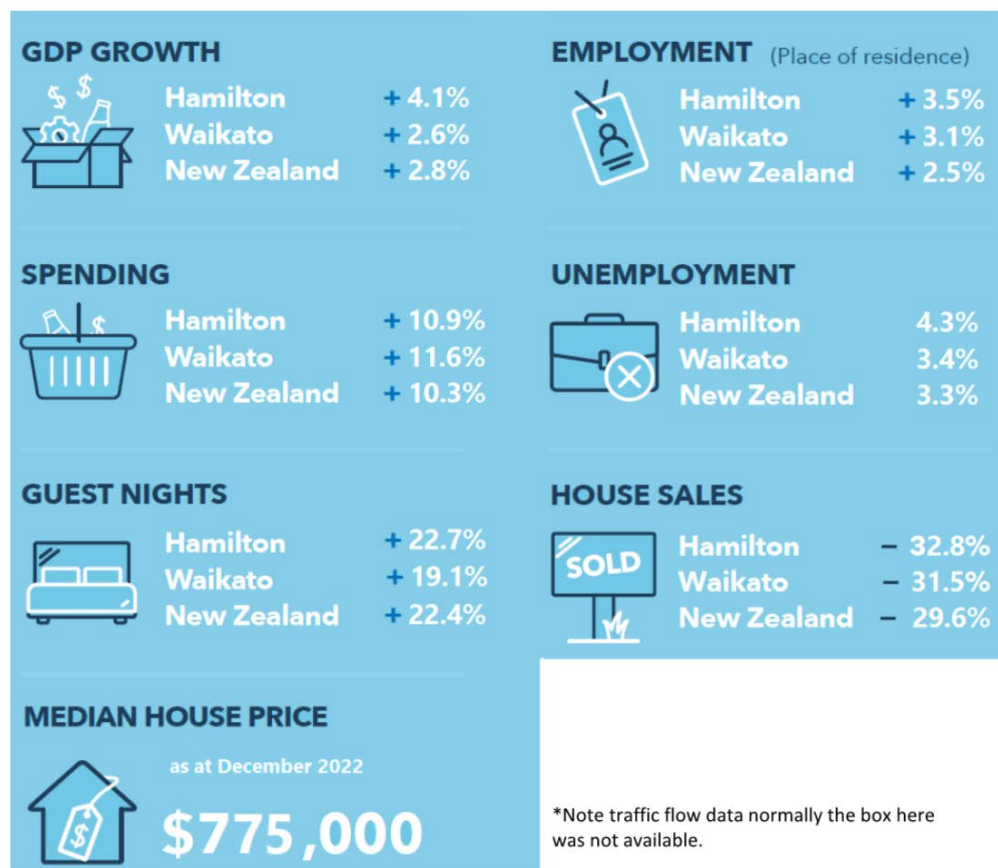 GDP GROWTH
Hamilton + 4.1%
Waikato + 2.6%
New Zealand + 2.8%
EMPLOYMENT (Place of residence)
Hamilton + 3.5%
Waikato + 3.1%
New Zealand + 2.5%
SPENDING
Hamilton + 10.9%
Waikato + 11.6%
New Zealand + 10.3%
UNEMPLOYMENT
Hamilton 4.3%
Waikato 3.4%
New Zealand 3.3%
GUEST NIGHTS
Hamilton + 22.7%
Waikato + 19.1%
New Zealand + 22.4%
HOUSE SALES
SOLD
Hamilton – 32.8%
Waikato – 31.5%
New Zealand – 29.6%
MEDIAN HOUSE PRICE
as at December 2022
$775,000
*Note traffic flow data normally the box here
was not available.